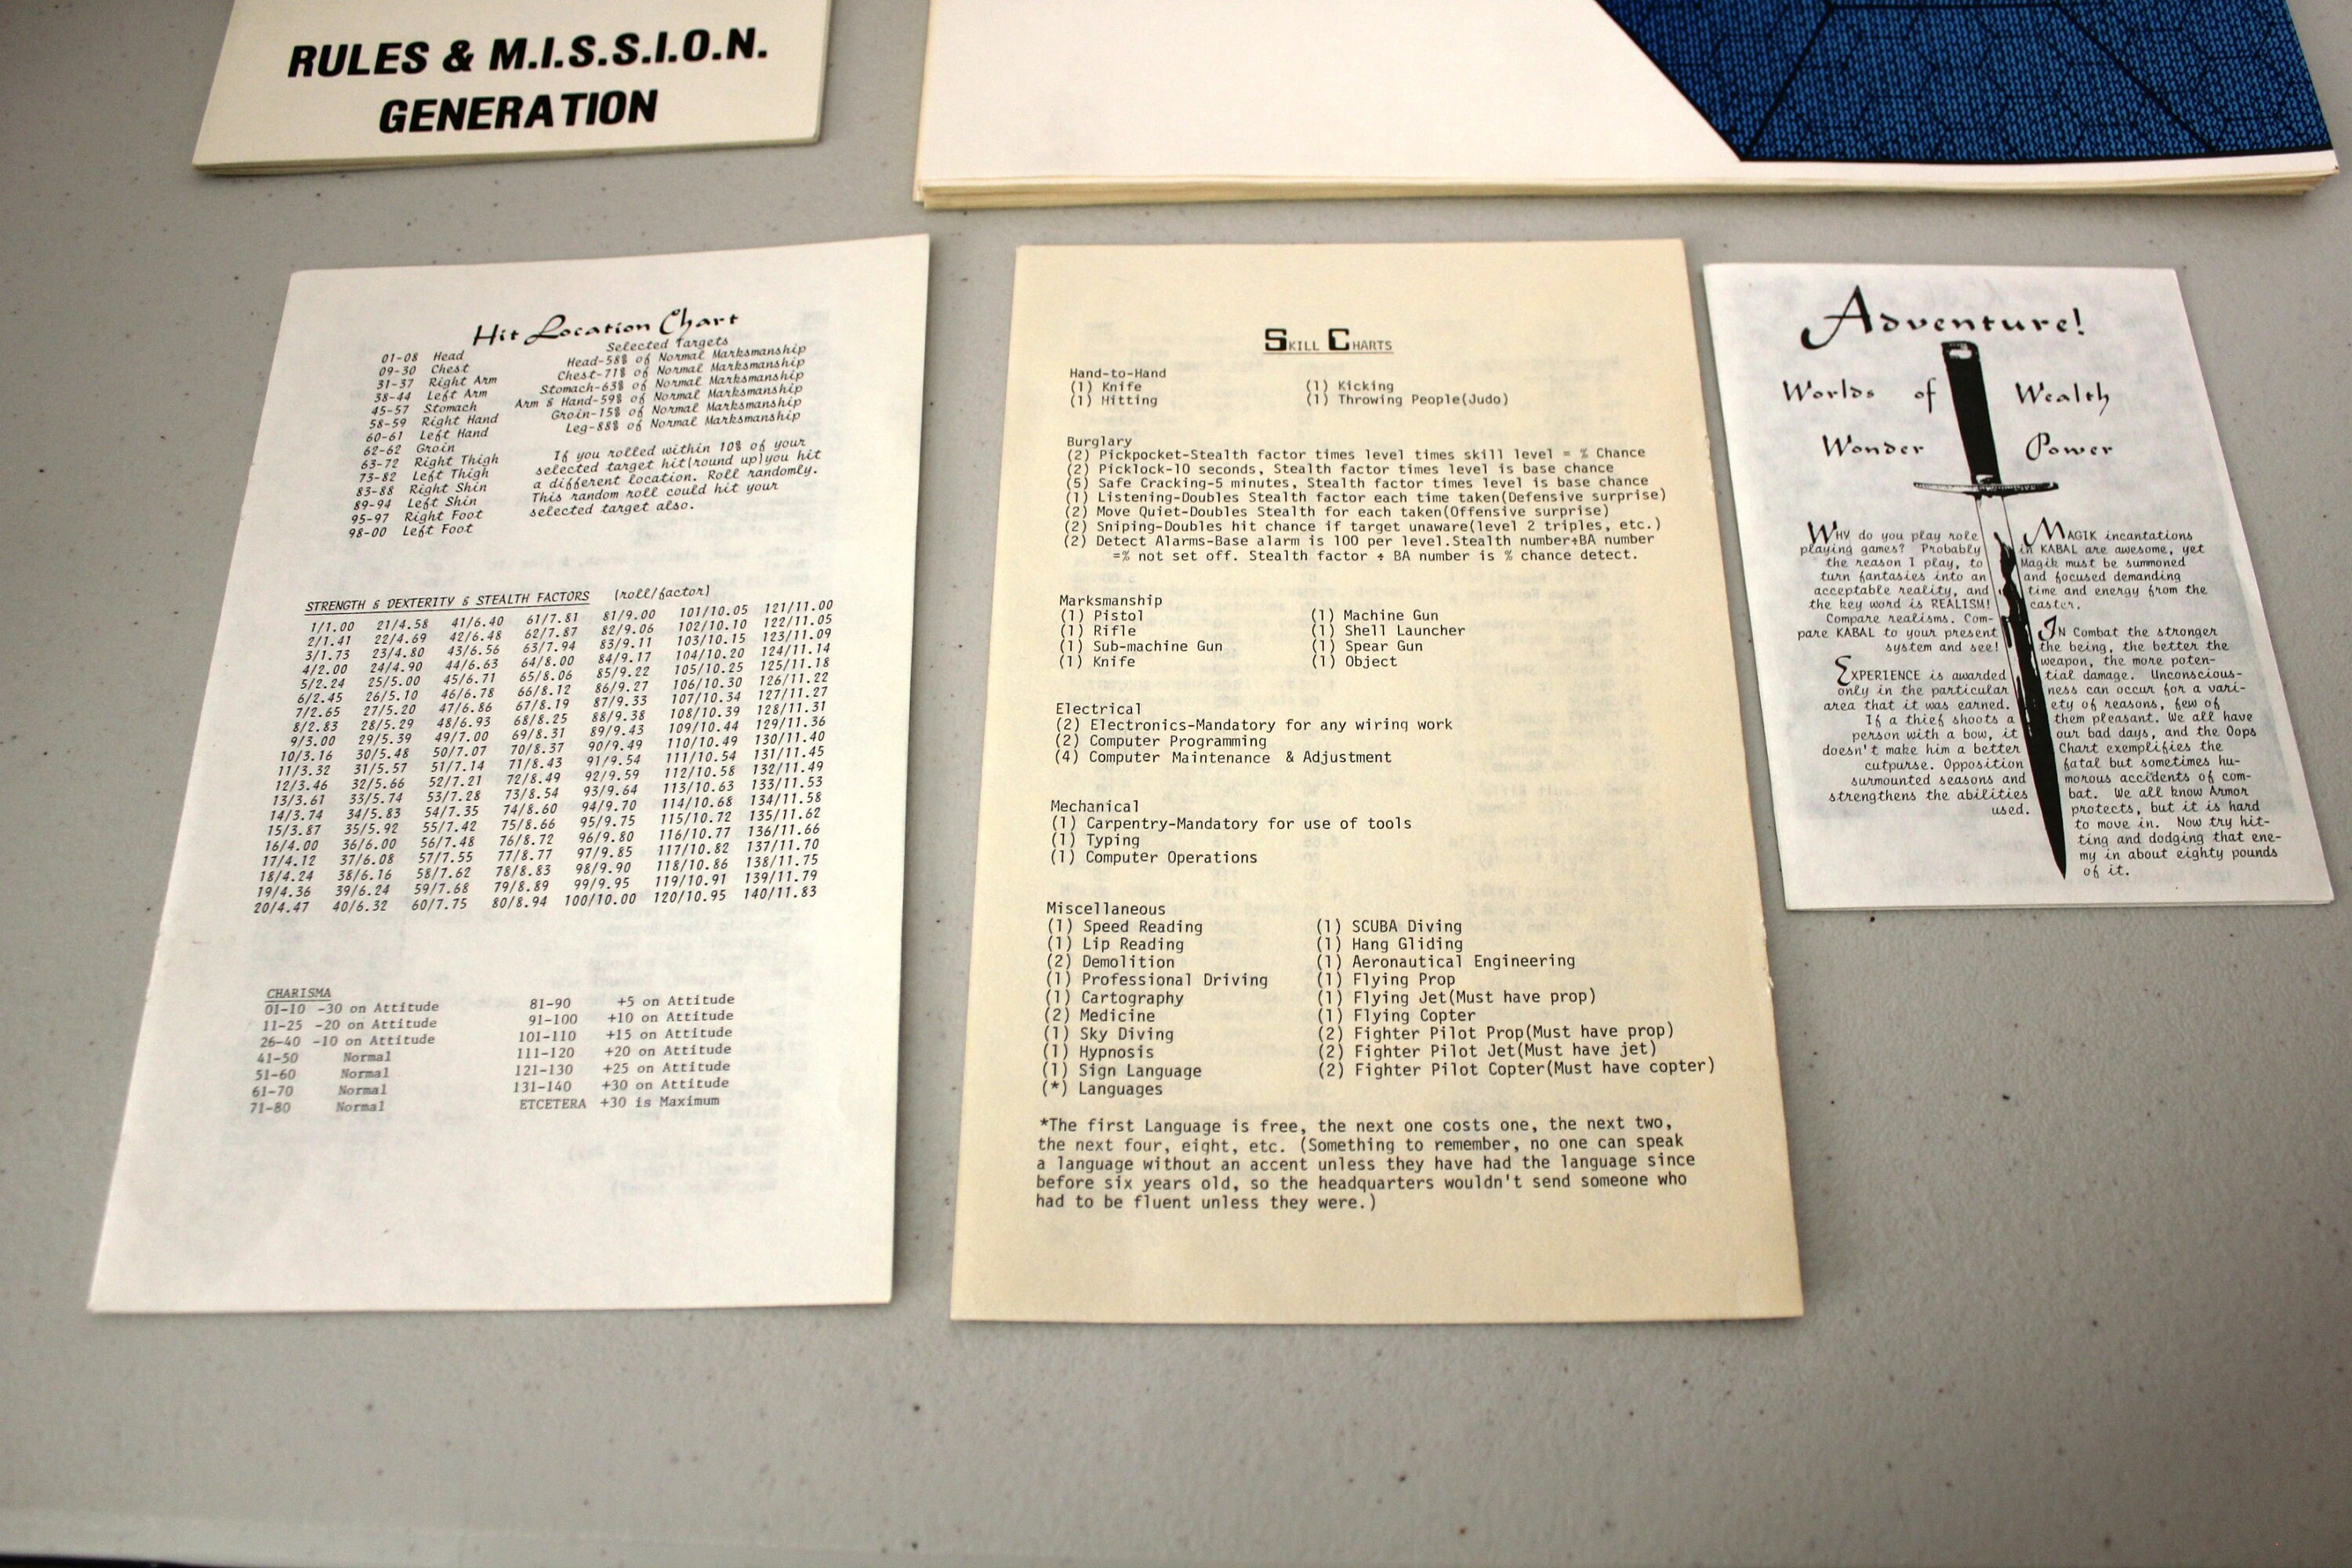 RULES & M.I.S.S.I.O.N.
GENERATION
Hit Location Chart
01-08 Head
09-30 Chest
31-37 Right Arm
38-44 Left Arm
45-57 Stomach
58-59 Right Hand
60-61 Left Hand
62-62 Groin
63-72 Right Thigh
73-82 Left Thigh
83-88 Right Shin
89-94 Left Shin
95-97 Right Foot
98-00 Left Foot
Selected Targets
Head-58% of Normal Marksmanship
Chest-71% of Normal Marksmanship
Stomach-63% of Normal Marksmanship
Arm & Hand-59% of Normal Marksmanship
Groin-15% of Normal Marksmanship
Leg-88% of Normal Marksmanship
If you rolled within 10% of your
selected target hit(round up)you hit
a different location. Roll randomly.
This random roll could hit your
selected target also.
STRENGTH & DEXTERITY & STEALTH FACTORS (roll/factor)
1/1.00 21/4.58 41/6.40 61/7.81 81/9.00 101/10.05 121/11.00
2/1.41 22/4.69 42/6.48 62/7.87 82/9.06 102/10.10 122/11.05
3/1.73 23/4.80 43/6.56 63/7.94 83/9.11 103/10.15 123/11.09
4/2.00 24/4.90 44/6.63 64/8.00 84/9.17 104/10.20 124/11.14
5/2.24 25/5.00 45/6.71 65/8.06 85/9.22 105/10.25 125/11.18
6/2.45 26/5.10 46/6.78 66/8.12 86/9.27 106/10.30 126/11.22
7/2.65 27/5.20 47/6.86 67/8.19 87/9.33 107/10.34 127/11.27
8/2.83 28/5.29 48/6.93 68/8.25 88/9.38 108/10.39 128/11.31
9/3.00 29/5.39 49/7.00 69/8.31 89/9.43 109/10.44 129/11.36
10/3.16 30/5.48 50/7.07 70/8.37 90/9.49 110/10.49 130/11.40
11/3.32 31/5.57 51/7.14 71/8.43 91/9.54 111/10.54 131/11.45
12/3.46 32/5.66 52/7.21 72/8.49 92/9.59 112/10.58 132/11.49
13/3.61 33/5.74 53/7.28 73/8.54 93/9.64 113/10.63 133/11.53
14/3.74 34/5.83 54/7.35 74/8.60 94/9.70 114/10.68 134/11.58
15/3.87 35/5.92 55/7.42 75/8.66 95/9.75 115/10.72 135/11.62
16/4.00 36/6.00 56/7.48 76/8.72 96/9.80 116/10.77 136/11.66
17/4.12 37/6.08 57/7.55 77/8.77 97/9.85 117/10.82 137/11.70
18/4.24 38/6.16 58/7.62 78/8.83 98/9.90 118/10.86 138/11.75
19/4.36 39/6.24 59/7.68 79/8.89 99/9.95 119/10.91 139/11.79
20/4.47 40/6.32 60/7.75 80/8.94 100/10.00 120/10.95 140/11.83
CHARISMA
01-10 -30 on Attitude
11-25 -20 on Attitude
26-40 -10 on Attitude
41-50 Normal
51-60 Normal
61-70 Normal
71-80 Normal
81-90 +5 on Attitude
91-100 +10 on Attitude
101-110 +15 on Attitude
111-120 +20 on Attitude
121-130 +25 on Attitude
131-140 +30 on Attitude
ETCETERA +30 is Maximum
SKILL CHARTS
Hand-to-Hand
(1) Knife (1) Kicking
(1) Hitting (1) Throwing People(Judo)
Burglary
(2) Pickpocket-Stealth factor times level times skill level = % Chance
(2) Picklock-10 seconds, Stealth factor times level is base chance
(5) Safe Cracking-5 minutes, Stealth factor times level is base chance
(1) Listening-Doubles Stealth factor each time taken(Defensive surprise)
(2) Move Quiet-Doubles Stealth for each taken(Offensive surprise)
(2) Sniping-Doubles hit chance if target unaware(level 2 triples, etc.)
(2) Detect Alarms-Base alarm is 100 per level.Stealth number÷BA number
=% not set off. Stealth factor ÷ BA number is % chance detect.
Marksmanship
(1) Pistol (1) Machine Gun
(1) Rifle (1) Shell Launcher
(1) Sub-machine Gun (1) Spear Gun
(1) Knife (1) Object
Electrical
(2) Electronics-Mandatory for any wiring work
(2) Computer Programming
(4) Computer Maintenance & Adjustment
Mechanical
(1) Carpentry-Mandatory for use of tools
(1) Typing
(1) Computer Operations
Miscellaneous
(1) Speed Reading (1) SCUBA Diving
(1) Lip Reading (1) Hang Gliding
(2) Demolition (1) Aeronautical Engineering
(1) Professional Driving (1) Flying Prop
(1) Cartography (1) Flying Jet(Must have prop)
(2) Medicine (1) Flying Copter
(1) Sky Diving (2) Fighter Pilot Prop(Must have prop)
(1) Hypnosis (2) Fighter Pilot Jet(Must have jet)
(1) Sign Language (2) Fighter Pilot Copter(Must have copter)
(*) Languages
*The first Language is free, the next one costs one, the next two,
the next four, eight, etc. (Something to remember, no one can speak
a language without an accent unless they have had the language since
before six years old, so the headquarters wouldn't send someone who
had to be fluent unless they were.)
Adventure!
Worlds of Wealth
Wonder Power
WHY do you play role
playing games? Probably
the reason I play, to
turn fantasies into an
acceptable reality, and
the key word is REALISM!
Compare realisms. Com-
pare KABAL to your present
system and see!
EXPERIENCE is awarded
only in the particular
area that it was earned.
If a thief shoots a
person with a bow, it
doesn't make him a better
cutpurse. Opposition
surmounted seasons and
strengthens the abilities
used.
MAGIK incantations
in KABAL are awesome, yet
Magik must be summoned
and focused demanding
time and energy from the
caster.
IN Combat the stronger
the being, the better the
weapon, the more poten-
tial damage. Unconscious-
ness can occur for a vari-
ety of reasons, few of
them pleasant. We all have
our bad days, and the Oops
Chart exemplifies the
fatal but sometimes hu-
morous accidents of com-
bat. We all know Armor
protects, but it is hard
to move in. Now try hit-
ting and dodging that ene-
my in about eighty pounds
of it.